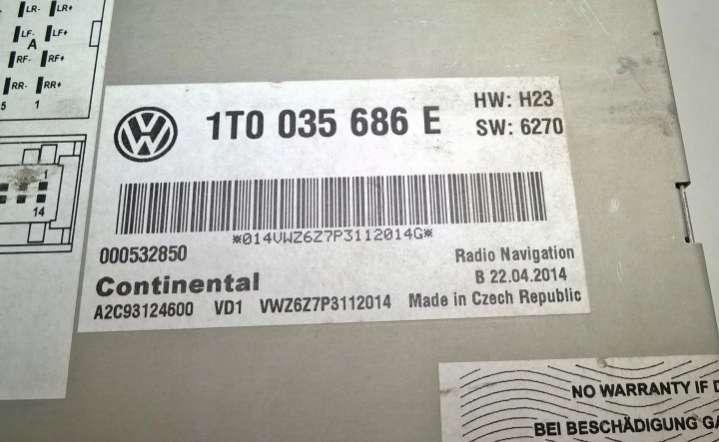 LR- LR+
LF- LF+
A
RF- RF+
RR- RR+
5 1
1
14
VW
1T0 035 686 E
HW: H23
SW: 6270
*014VWZ6Z7P3112014G*
000532850
Radio Navigation
B 22.04.2014
Continental
A2C93124600 VD1 VWZ6Z7P3112014 Made in Czech Republic
NO WARRANTY IF
BEI BESCHÄDIGUNG